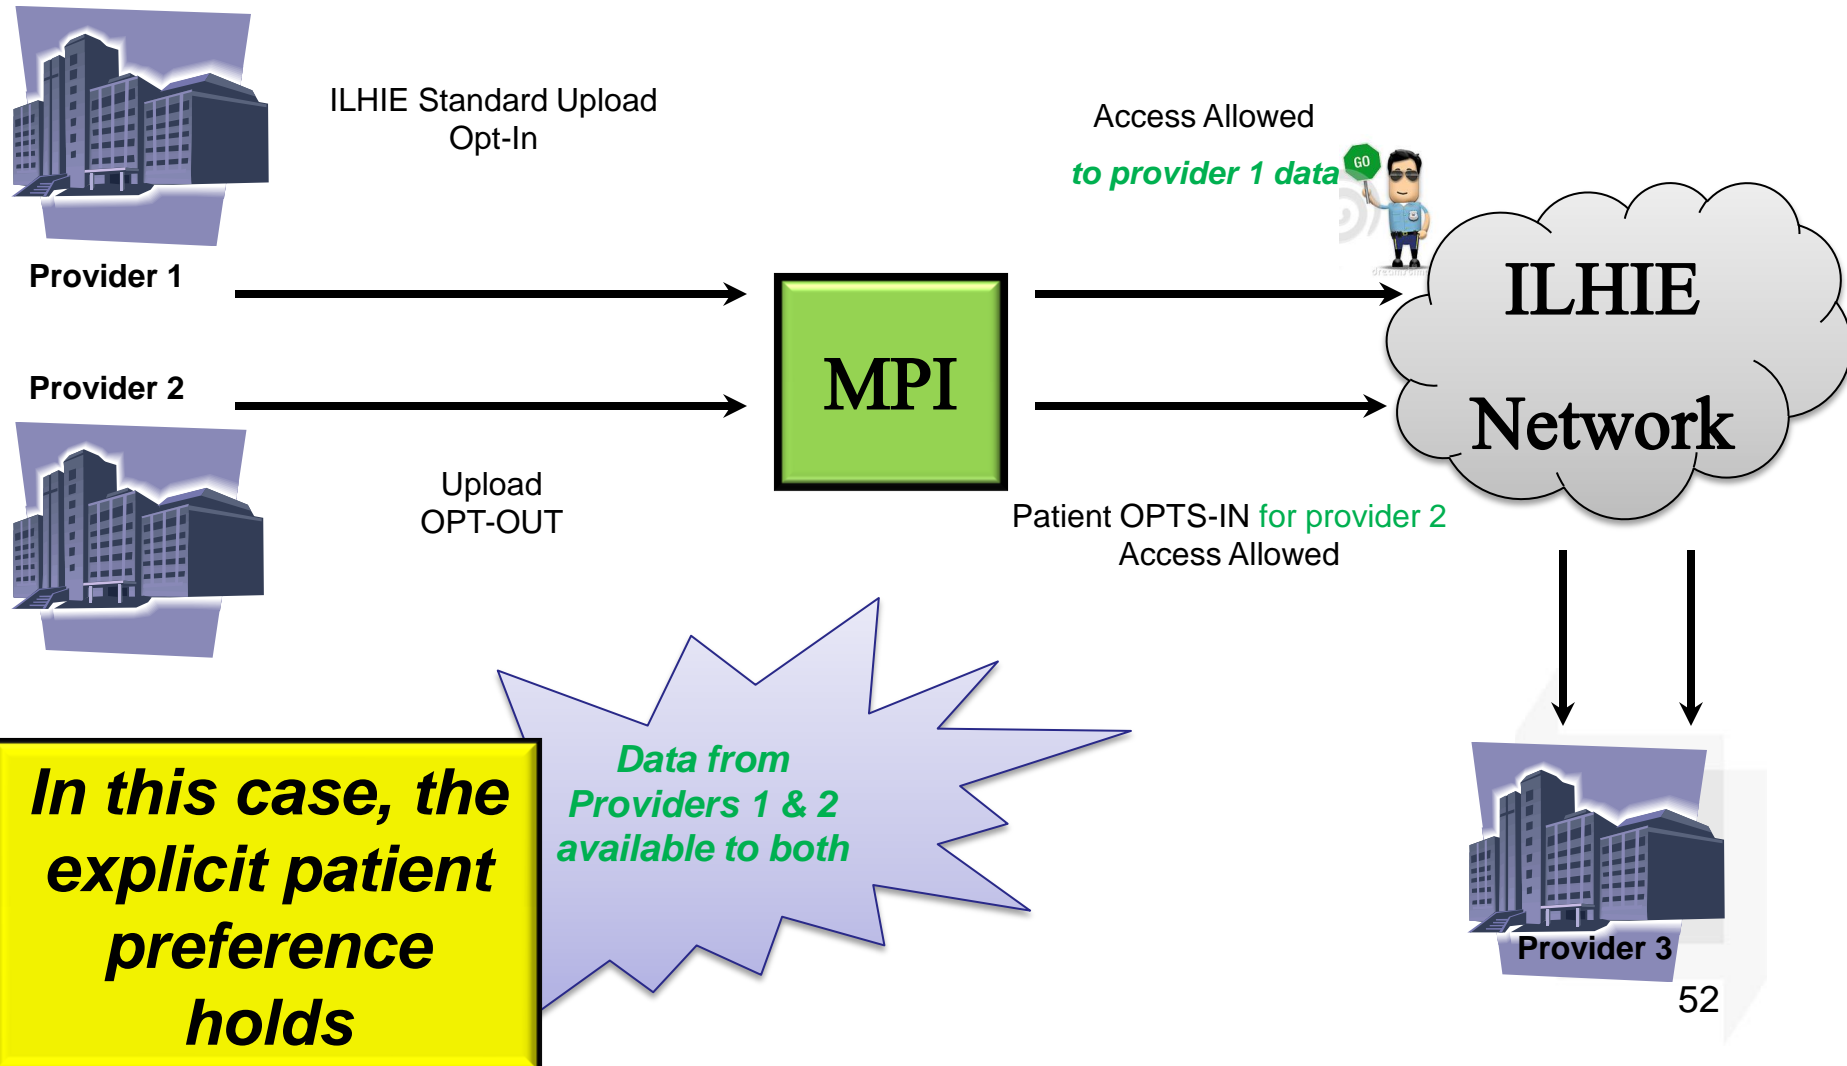 ILHIE Standard Upload
Opt-In
Access Allowed
to provider 1 data
GO
Provider 1
ILHIE
Network
MPI
Provider 2
Upload
OPT-OUT
Patient OPTS-IN for provider 2
Access Allowed
Data from
Providers 1 & 2
available to both
In this case, the
explicit patient
preference
holds
Provider 3
52